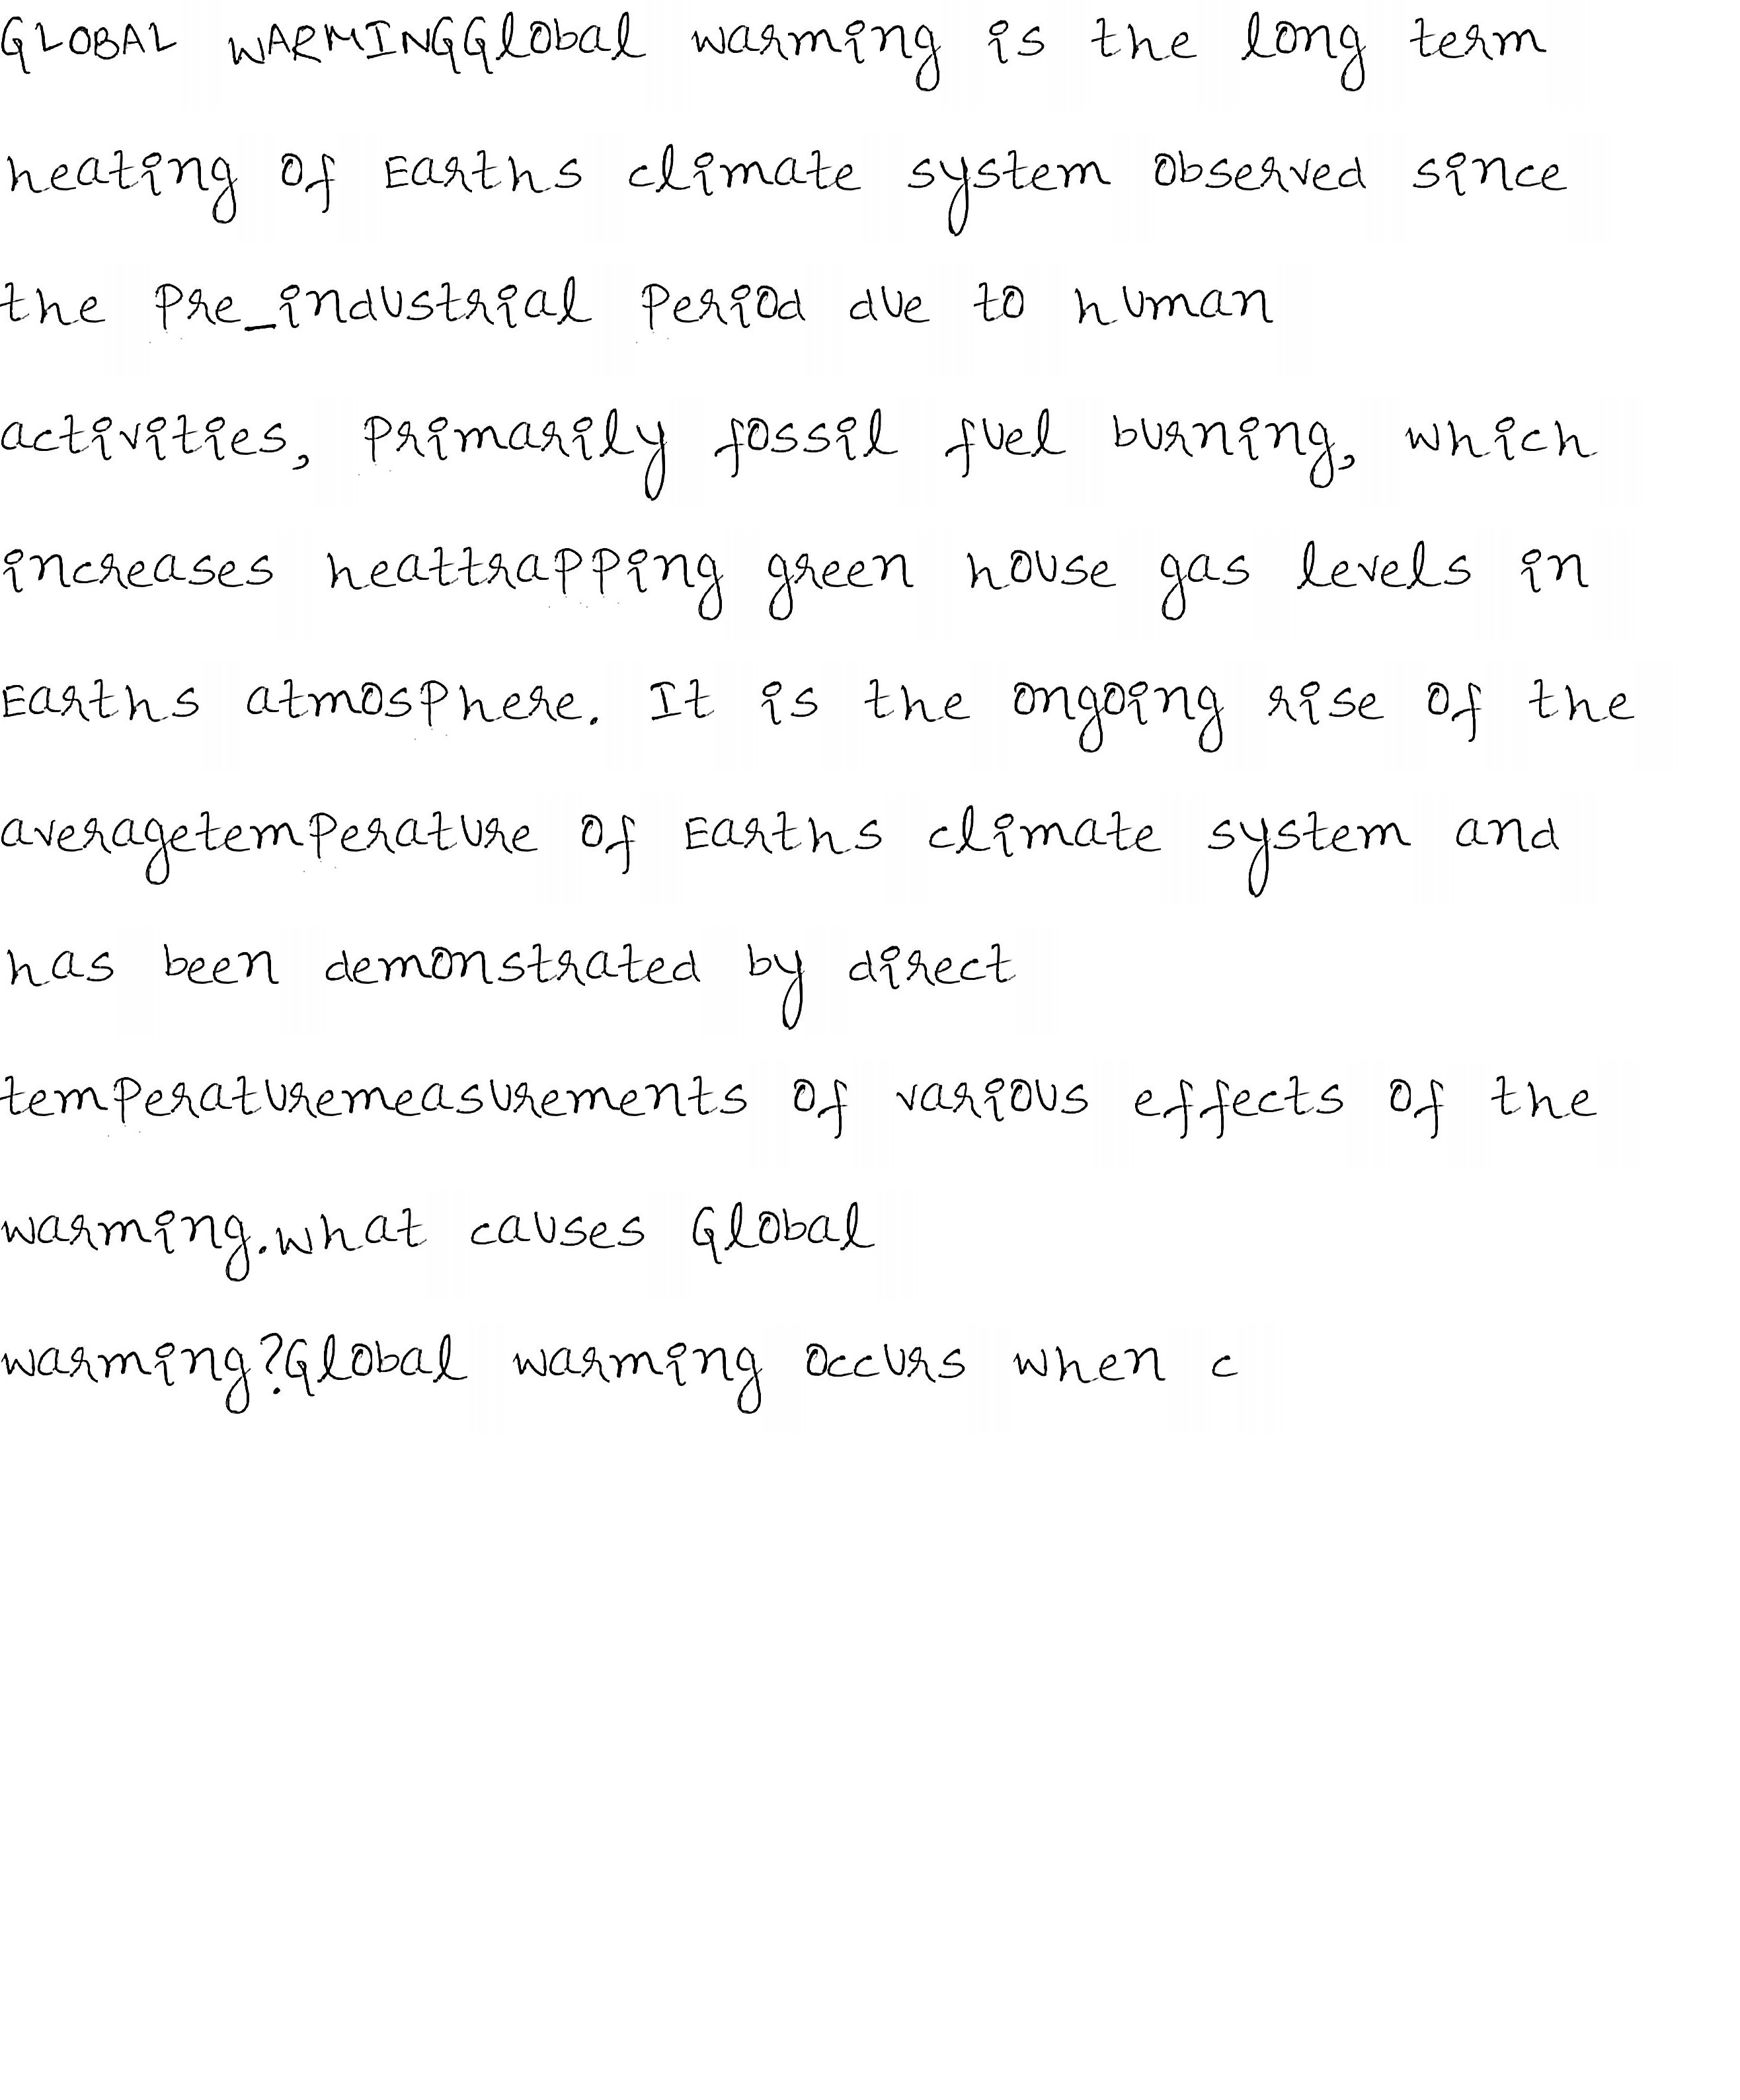 GLOBAL WARMINGGlobal warming is the long term
heating of Earths climate system observed since
the pre_industrial period due to human
activities, primarily fossil fuel burning, which
increases heattrapping green house gas levels in
Earths atmosphere. It is the ongoing rise of the
averagetemperature of Earths climate system and
has been demonstrated by direct
temperaturemeasurements of various effects of the
warming.what causes Global
warming?Global warming occurs when c